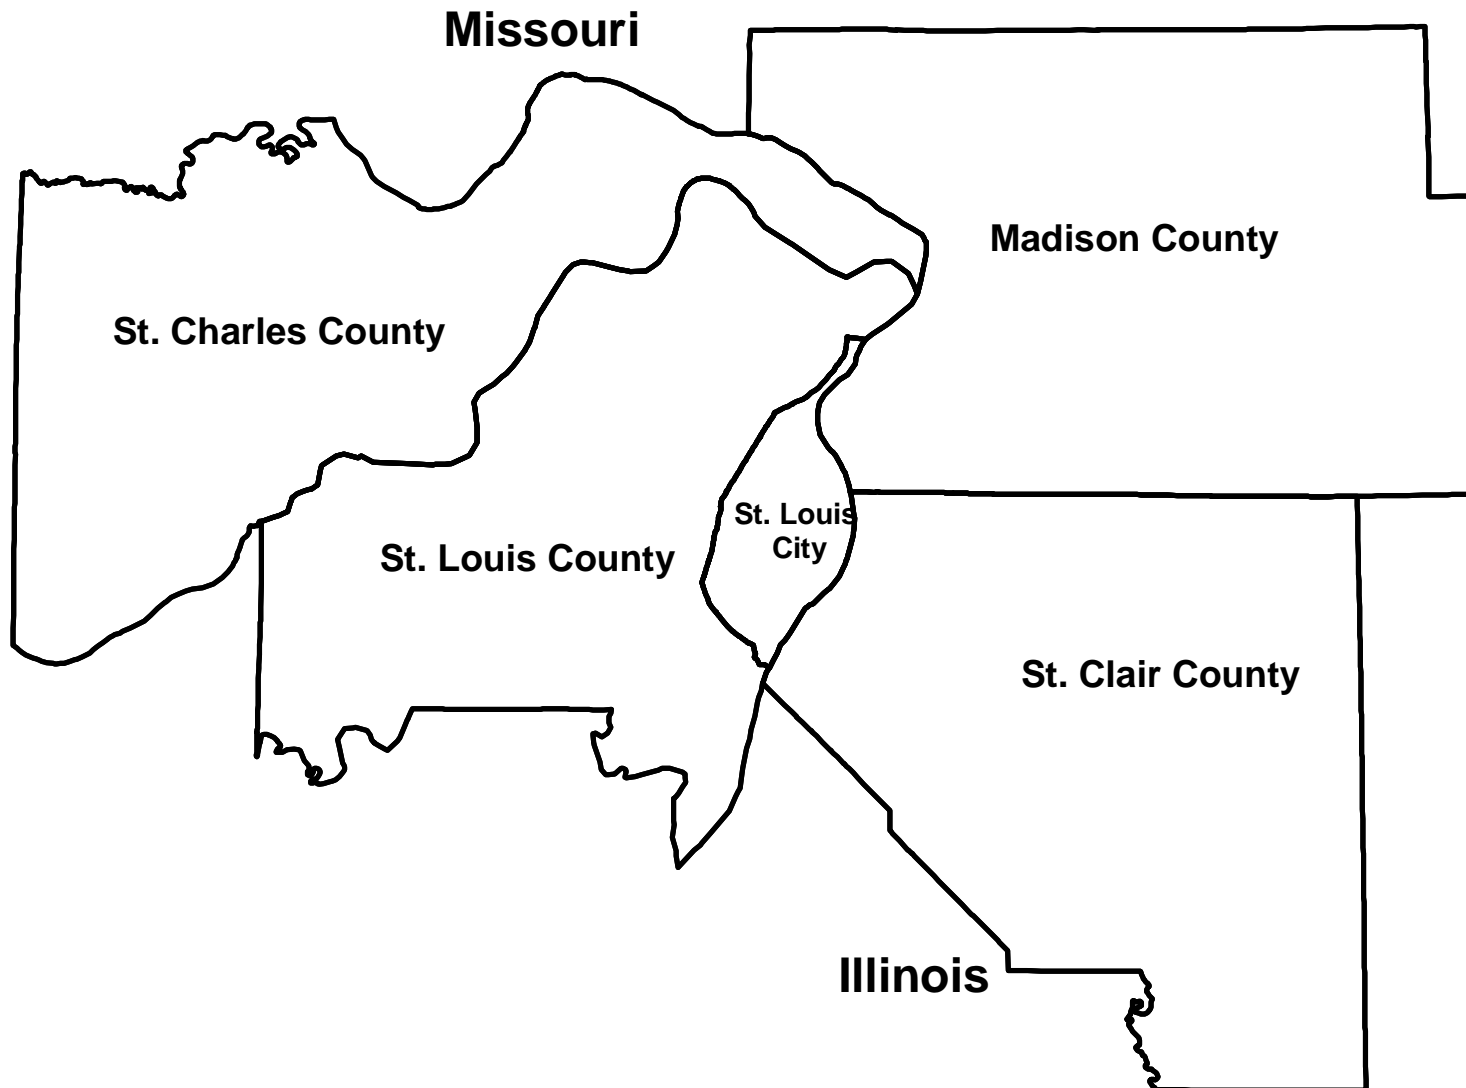 Missouri
Madison County
St. Charles County
St. Louis
City
St. Louis County
St. Clair County
Illinois